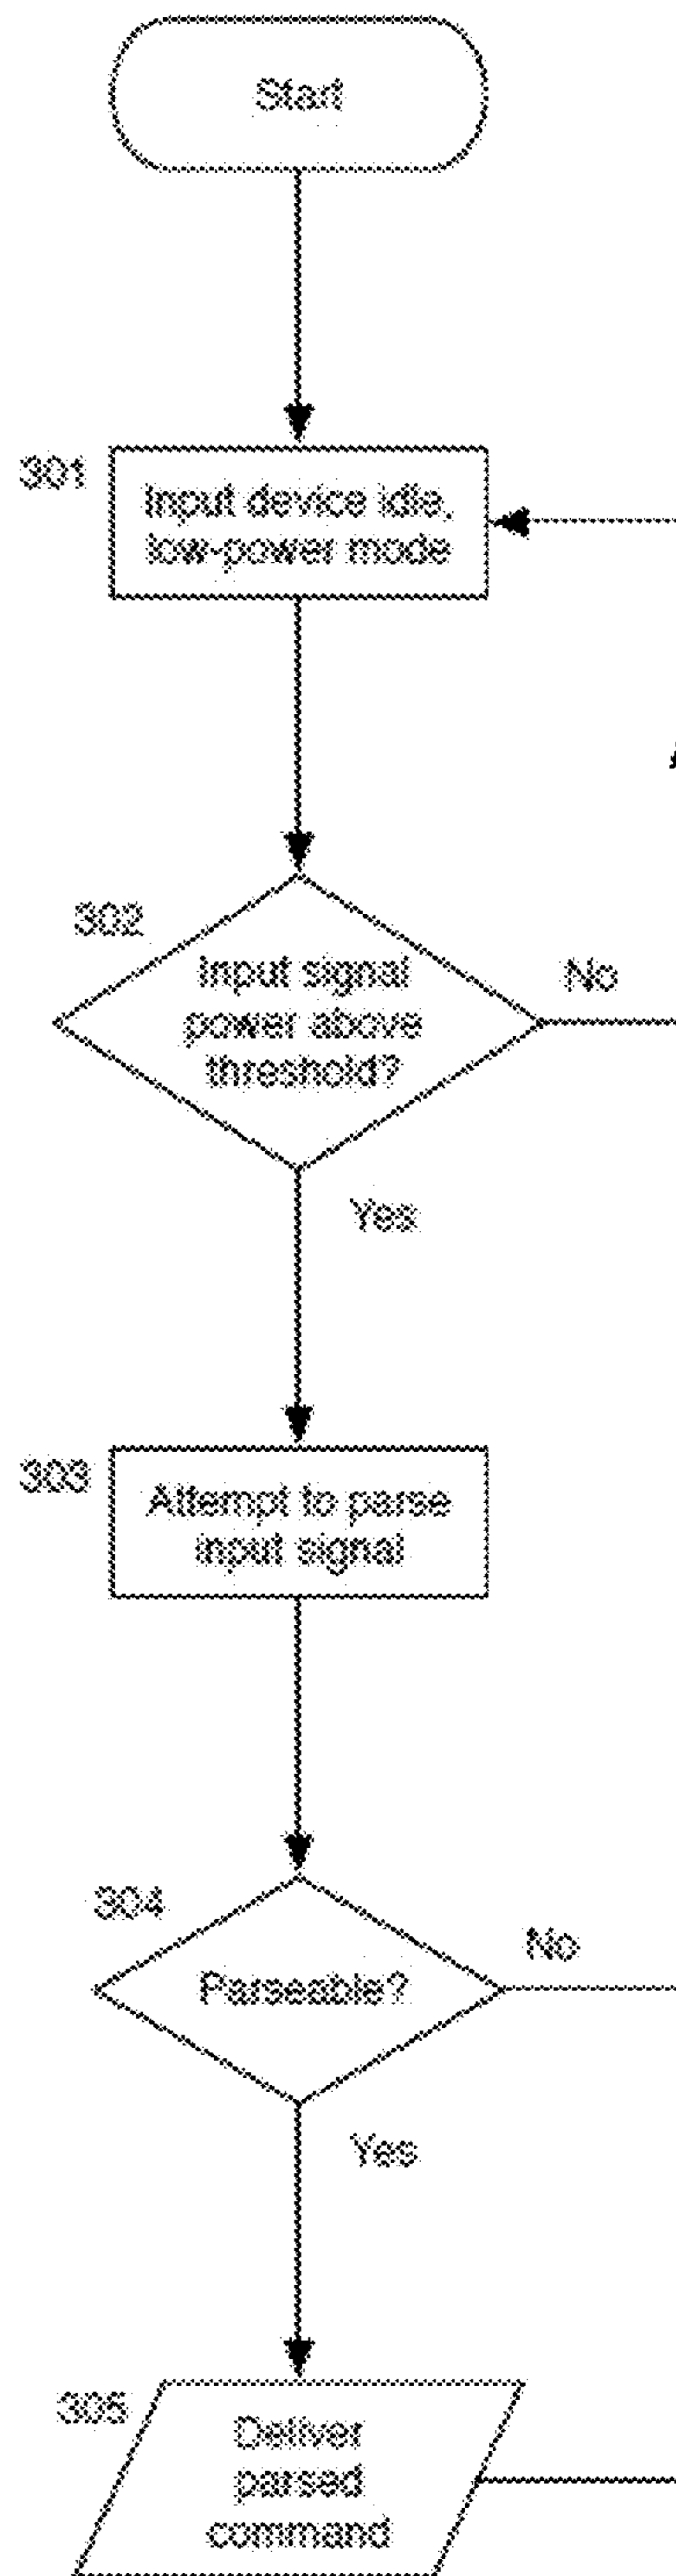 Start
301
Input device idle,
low-power mode
302
Input signal
power above
threshold?
No
Yes
303
Attempt to parse
input signal
304
Parseable?
No
Yes
305
Deliver
parsed
command